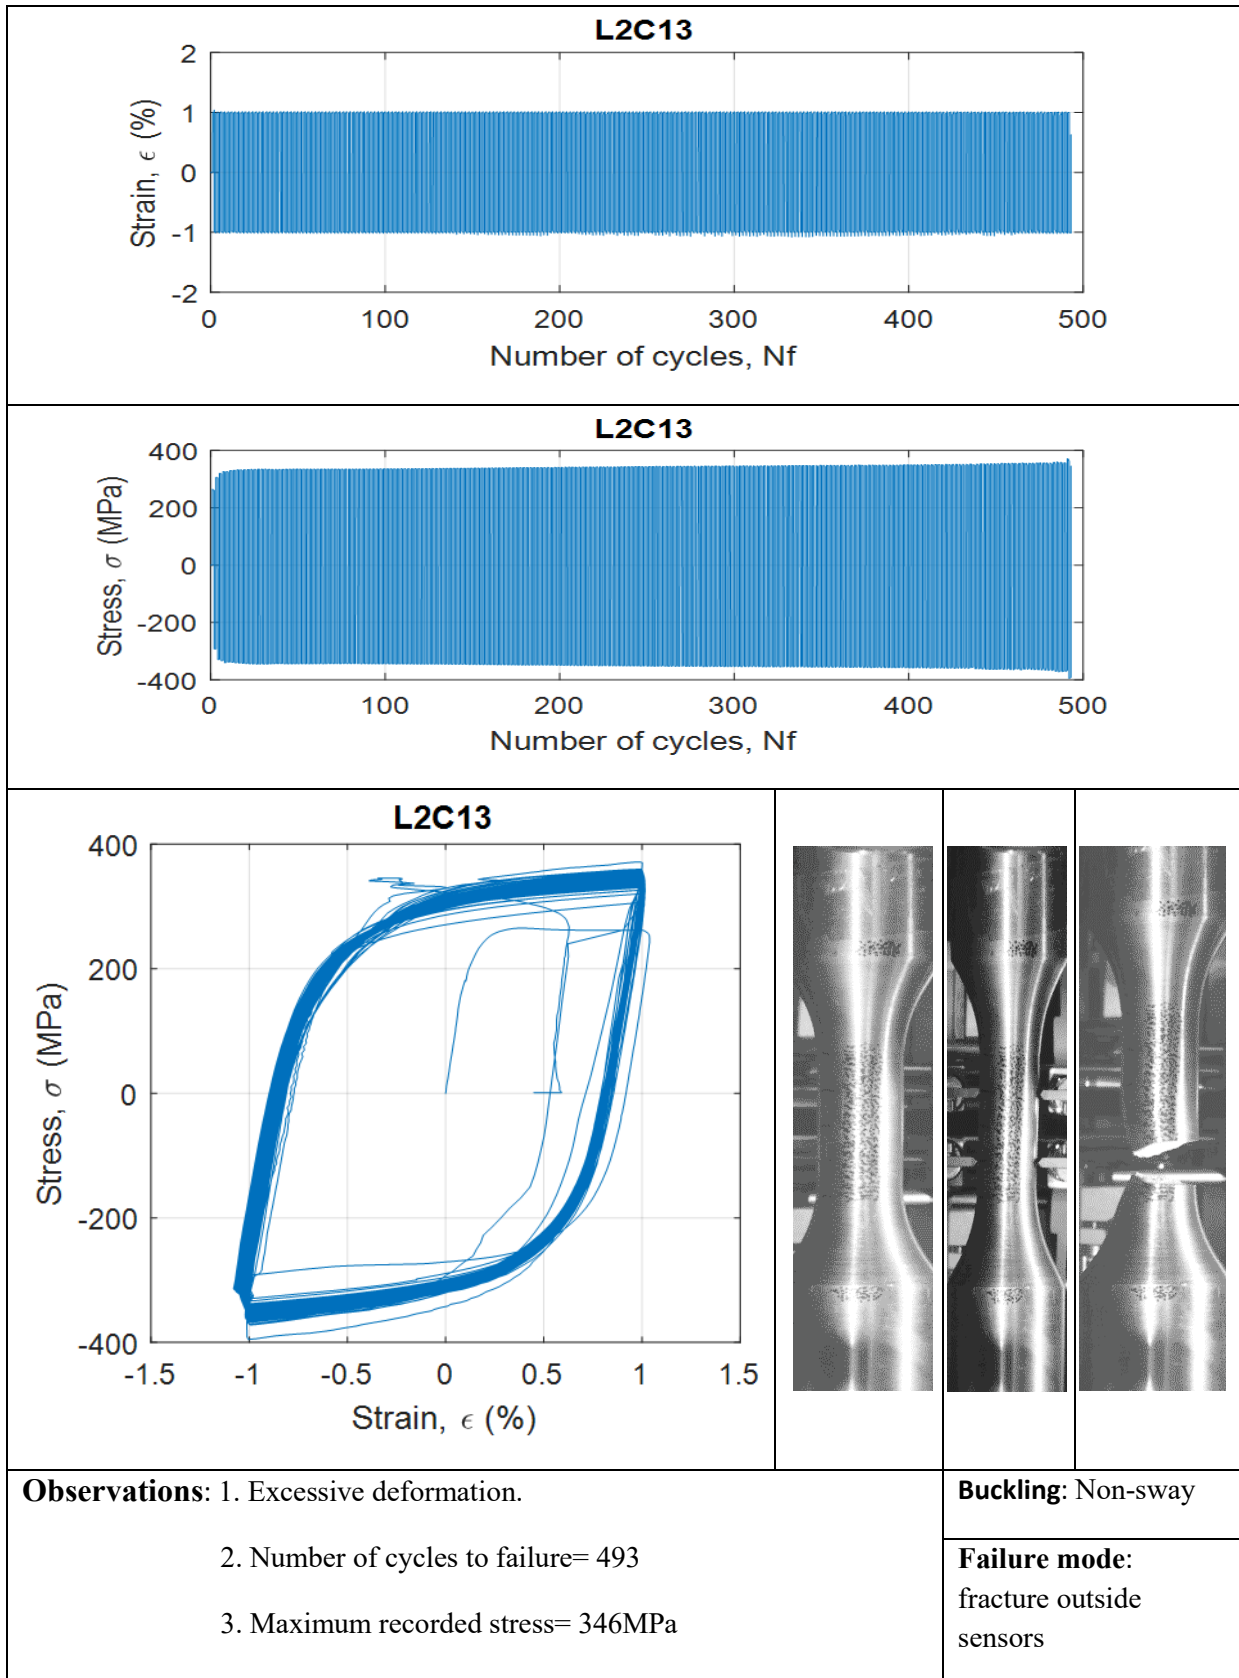 L2C13
Strain, ϵ (%)
2
1
0
-1
-2
0 100 200 300 400 500
Number of cycles, Nf
L2C13
Stress, σ (MPa)
400
200
0
-200
-400
0 100 200 300 400 500
Number of cycles, Nf
L2C13
Stress, σ (MPa)
400
200
0
-200
-400
-1.5 -1 -0.5 0 0.5 1 1.5
Strain, ϵ (%)
Observations: 1. Excessive deformation.
2. Number of cycles to failure= 493
3. Maximum recorded stress= 346MPa
Buckling: Non-sway
Failure mode:
fracture outside
sensors